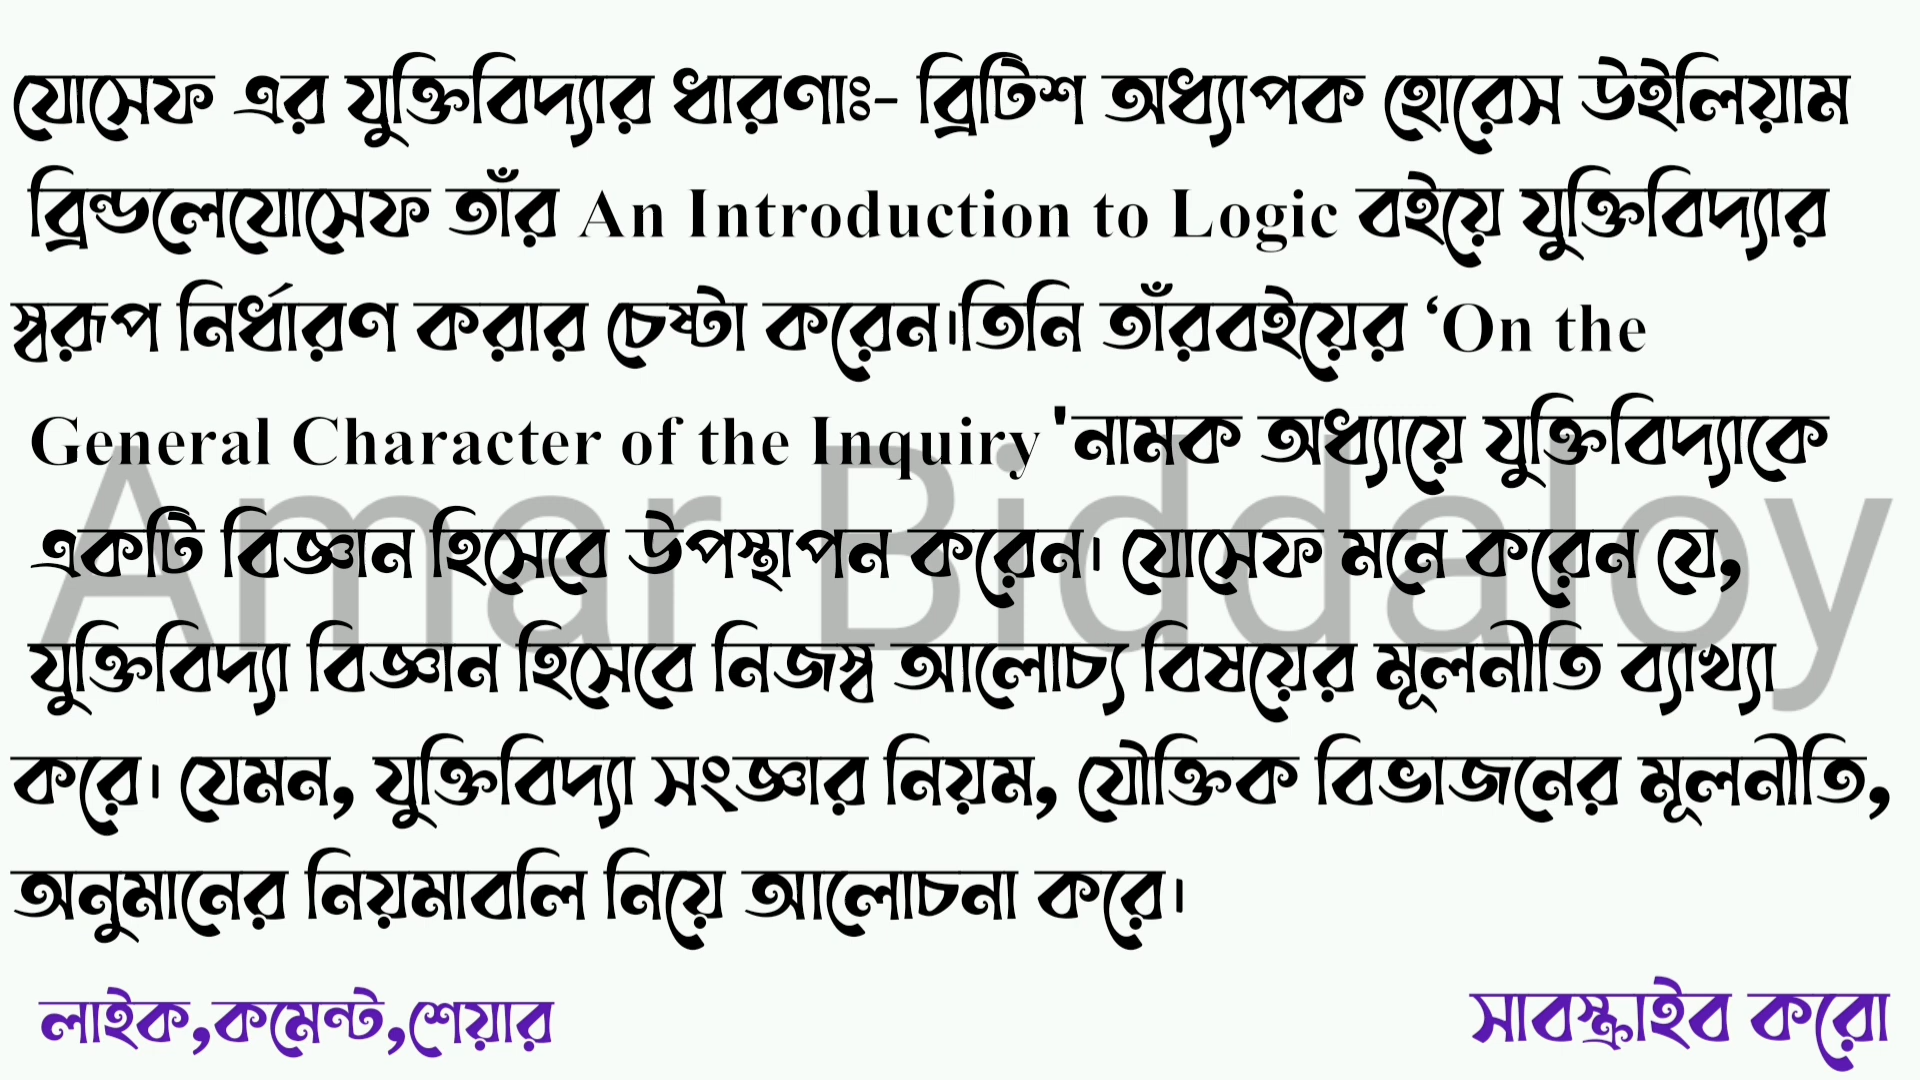 যোসেফ এর যুক্তিবিদ্যার ধারণাঃ- ব্রিটিশ অধ্যাপক হোরেস উইলিয়াম
ব্রিন্ডলেযোসেফ তাঁর An Introduction to Logic বইয়ে যুক্তিবিদ্যার
স্বরূপ নির্ধারণ করার চেষ্টা করেন।তিনি তাঁরবইয়ের ‘On the
General Character of the Inquiry 'নামক অধ্যায়ে যুক্তিবিদ্যাকে
একটি বিজ্ঞান হিসেবে উপস্থাপন করেন। যোসেফ মনে করেন যে,
যুক্তিবিদ্যা বিজ্ঞান হিসেবে নিজস্ব আলোচ্য বিষয়ের মূলনীতি ব্যাখ্যা
করে। যেমন, যুক্তিবিদ্যা সংজ্ঞার নিয়ম, যৌক্তিক বিভাজনের মূলনীতি,
অনুমানের নিয়মাবলি নিয়ে আলোচনা করে।
Amar Biddaloy
লাইক,কমেন্ট,শেয়ার
সাবস্ক্রাইব করো